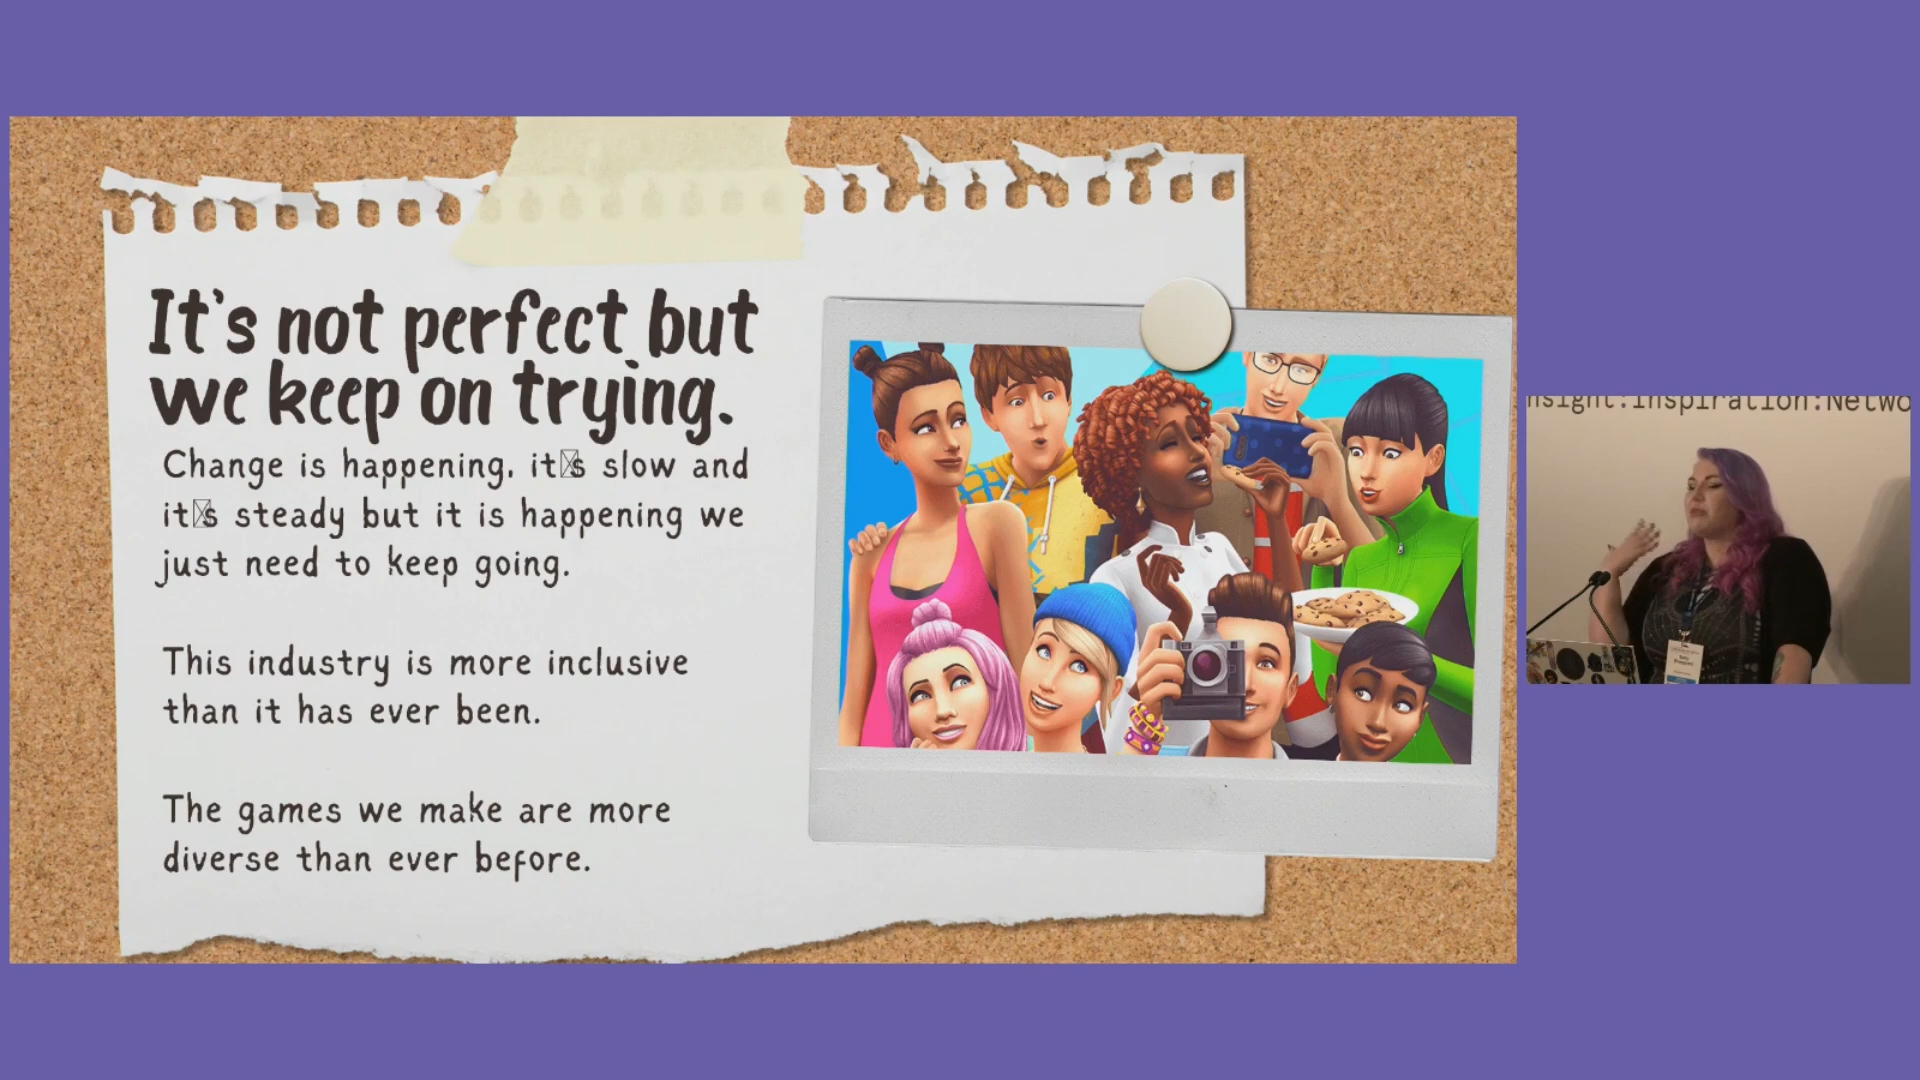 It's not perfect but
we keep on trying.
Change is happening, it☒s slow and
it☒s steady but it is happening we
just need to keep going.
This industry is more inclusive
than it has ever been.
The games we make are more
diverse than ever before.
nsight:Inspiration:Netwo